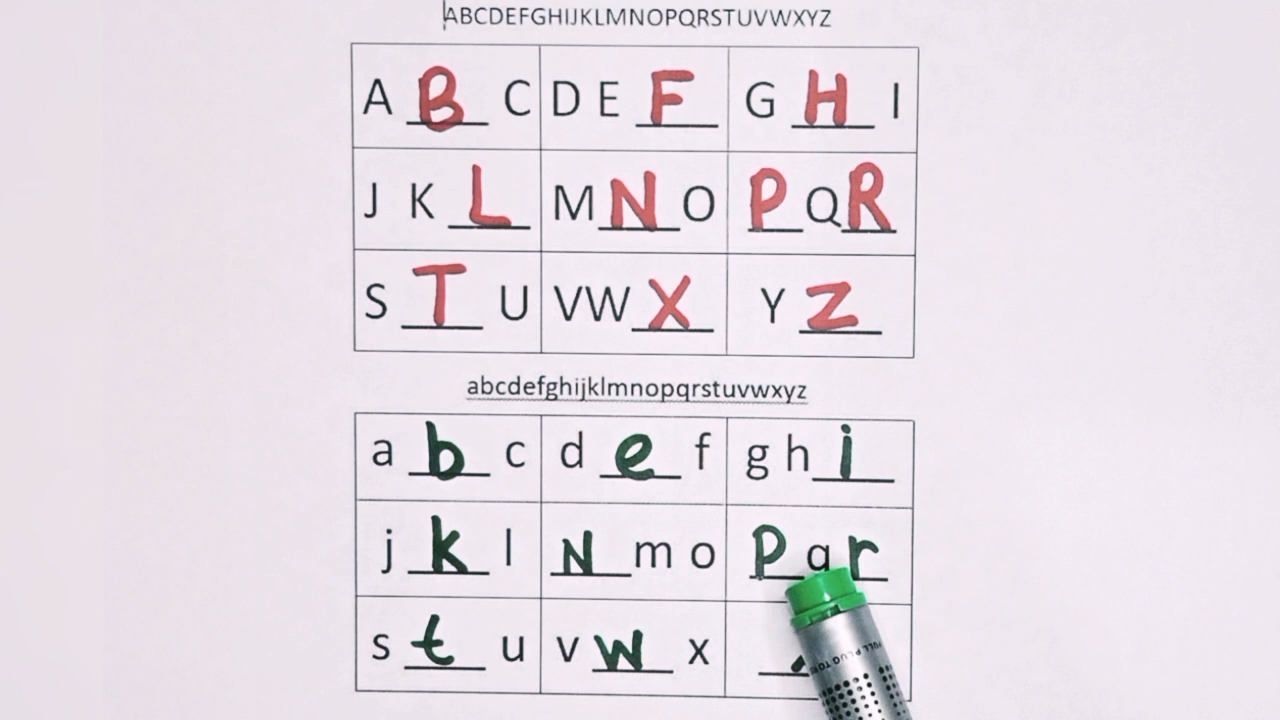 ABCDEFGHIJKLMNOPQRSTUVWXYZ
A B C D E F G H I
J K L M N O P Q R
S T U V W X Y Z
abcdefghijklmnopqrstuvwxyz
a b c d e f g h i
j k l N m o p q r
s t u v w x